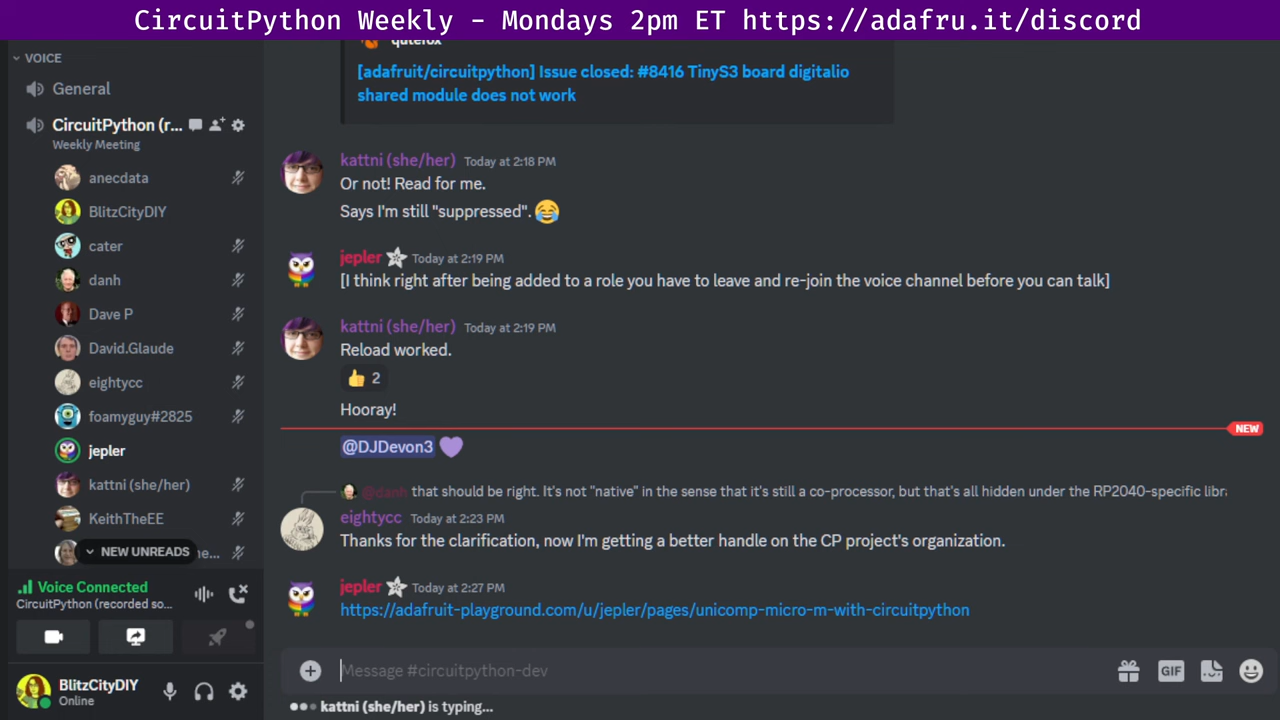 CircuitPython Weekly - Mondays 2pm ET https://adafru.it/discord
VOICE
General
CircuitPython (r...
Weekly Meeting
anecdata
BlitzCityDIY
cater
danh
Dave P
David.Glaude
eightycc
foamyguy#2825
jepler
kattni (she/her)
KeithTheEE
NEW UNREADS
ne...
Voice Connected
CircuitPython (recorded so...
BlitzCityDIY
Online
qutefox
[adafruit/circuitpython] Issue closed: #8416 TinyS3 board digitalio
shared module does not work
kattni (she/her) Today at 2:18 PM
Or not! Read for me.
Says I'm still "suppressed". 😂
jepler Today at 2:19 PM
[I think right after being added to a role you have to leave and re-join the voice channel before you can talk]
kattni (she/her) Today at 2:19 PM
Reload worked.
👍 2
Hooray!
NEW
@DJDevon3 💜
@danh that should be right. It's not "native" in the sense that it's still a co-processor, but that's all hidden under the RP2040-specific libr
eightycc Today at 2:23 PM
Thanks for the clarification, now I'm getting a better handle on the CP project's organization.
jepler Today at 2:27 PM
https://adafruit-playground.com/u/jepler/pages/unicomp-micro-m-with-circuitpython
Message #circuitpython-dev
GIF
kattni (she/her) is typing...